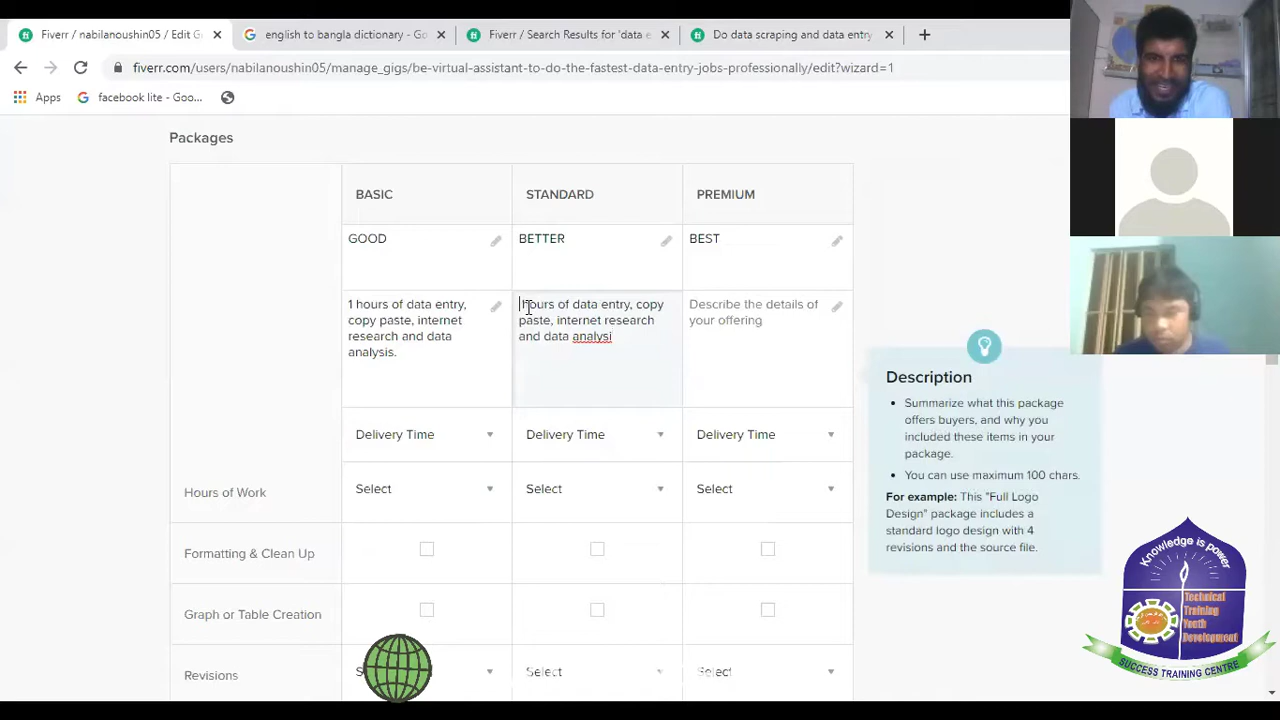 Fiverr / nabilanoushin05 / Edit G
english to bangla dictionary - Go
Fiverr / Search Results for 'data e
Do data scraping and data entry
fiverr.com/users/nabilanoushin05/manage_gigs/be-virtual-assistant-to-do-the-fastest-data-entry-jobs-professionally/edit?wizard=1
Apps
facebook lite - Goo...
Packages
BASIC
STANDARD
PREMIUM
GOOD
BETTER
BEST
1 hours of data entry,
copy paste, internet
research and data
analysis.
hours of data entry, copy
paste, internet research
and data analysi
Describe the details of
your offering
Description
Summarize what this package
offers buyers, and why you
included these items in your
package.
You can use maximum 100 chars.
For example: This "Full Logo
Design" package includes a
standard logo design with 4
revisions and the source file.
Delivery Time
Delivery Time
Delivery Time
Hours of Work
Select
Select
Select
Formatting & Clean Up
Graph or Table Creation
Revisions
Select
Select
Knowledge is power
Technical
Training
Youth
Development
SUCCESS TRAINING CENTRE